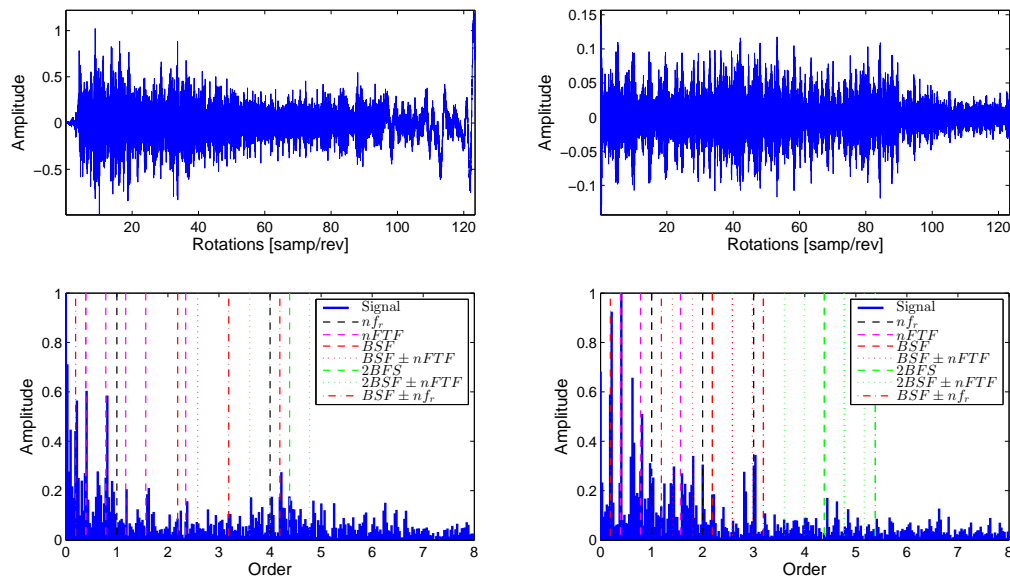 1
0.5
0
−0.5
Amplitude
20
40
60
80
100
120
Rotations [samp/rev]
0.15
0.1
0.05
0
−0.05
−0.1
Amplitude
20
40
60
80
100
120
Rotations [samp/rev]
1
0.8
0.6
0.4
0.2
0
Amplitude
0
1
2
3
4
5
6
7
8
Order
Signal
nfr
nFTF
BSF
BSF ± nFTF
2BFS
2BSF ± nFTF
BSF ± nfr
1
0.8
0.6
0.4
0.2
0
Amplitude
0
1
2
3
4
5
6
7
8
Order
Signal
nfr
nFTF
BSF
BSF ± nFTF
2BFS
2BSF ± nFTF
BSF ± nfr